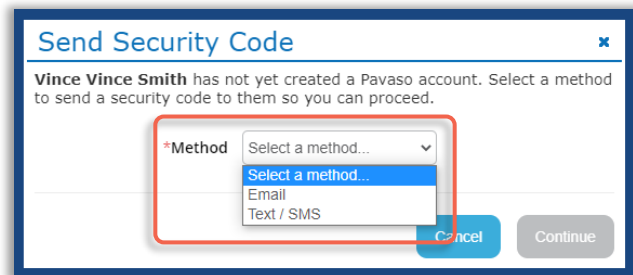 Send Security Code
×
Vince Vince Smith has not yet created a Pavaso account. Select a method
to send a security code to them so you can proceed.
*Method Select a method...
Select a method...
Email
Text / SMS
Cancel Continue